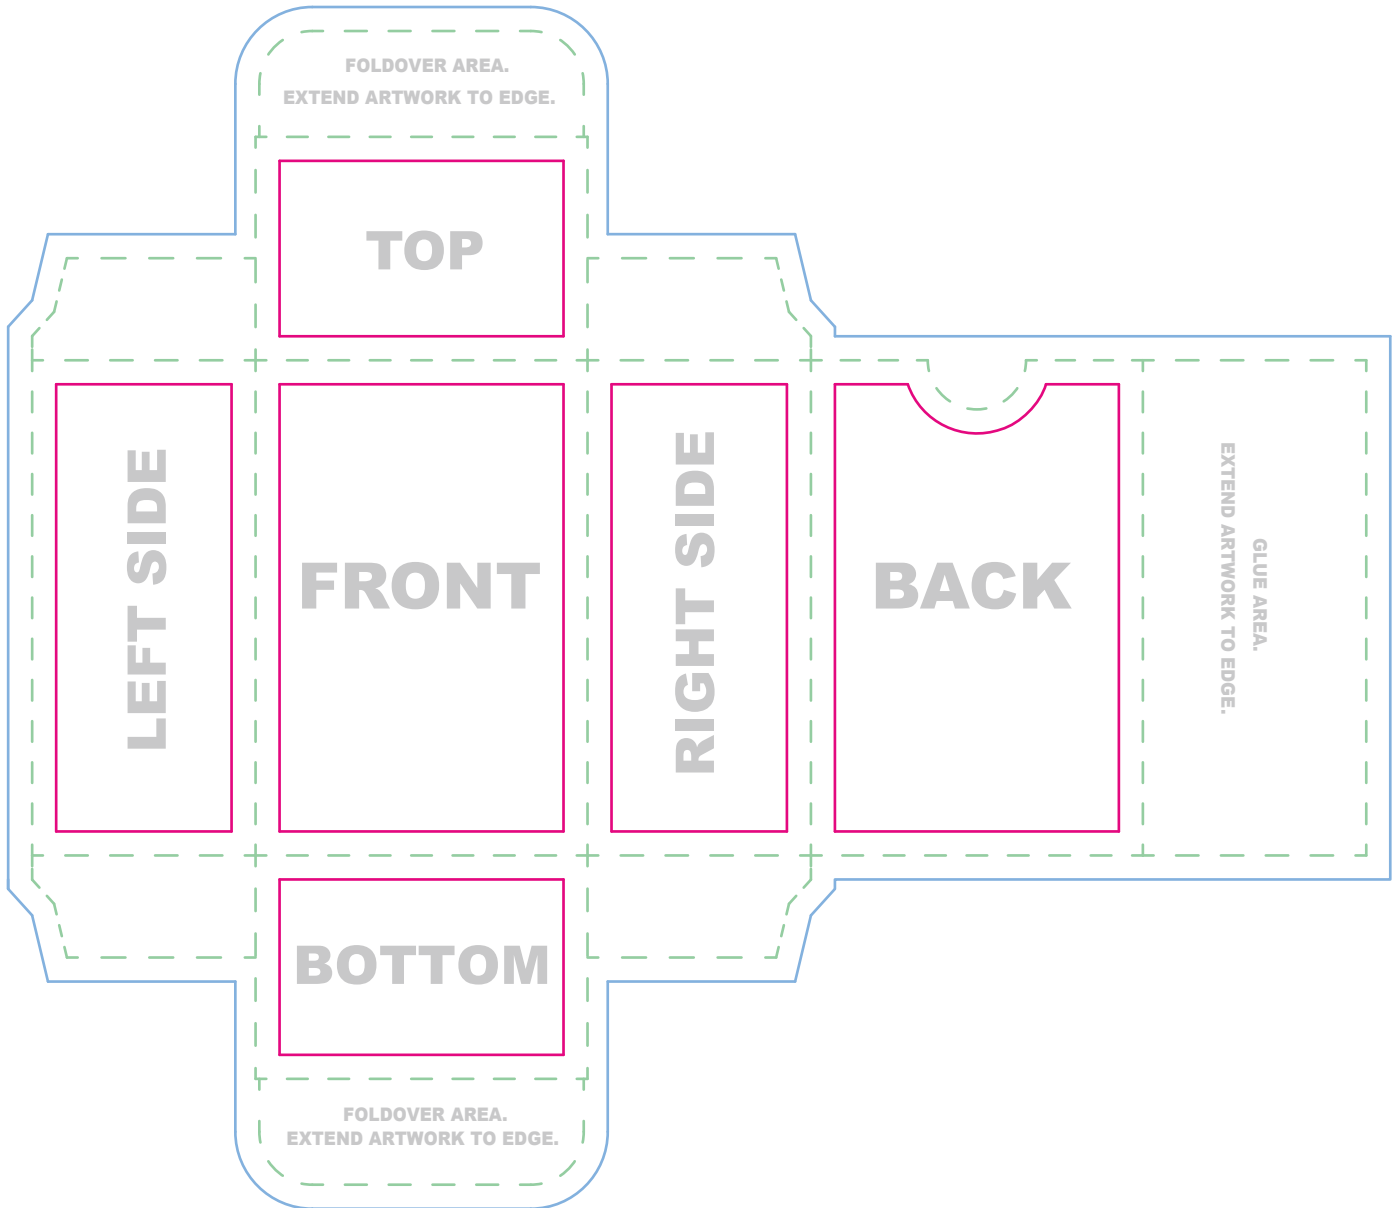 FOLDOVER AREA.
EXTEND ARTWORK TO EDGE.
TOP
LEFT SIDE
FRONT
RIGHT SIDE
BACK
GLUE AREA.
EXTEND ARTWORK TO EDGE.
BOTTOM
FOLDOVER AREA.
EXTEND ARTWORK TO EDGE.